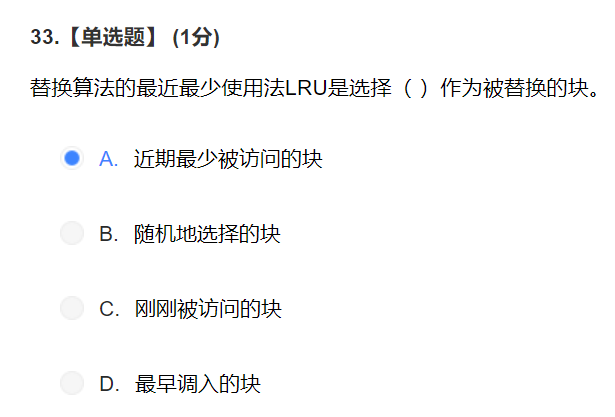 33.【单选题】 (1分)
替换算法的最近最少使用法LRU是选择（ ）作为被替换的块。
A. 近期最少被访问的块
B. 随机地选择的块
C. 刚刚被访问的块
D. 最早调入的块